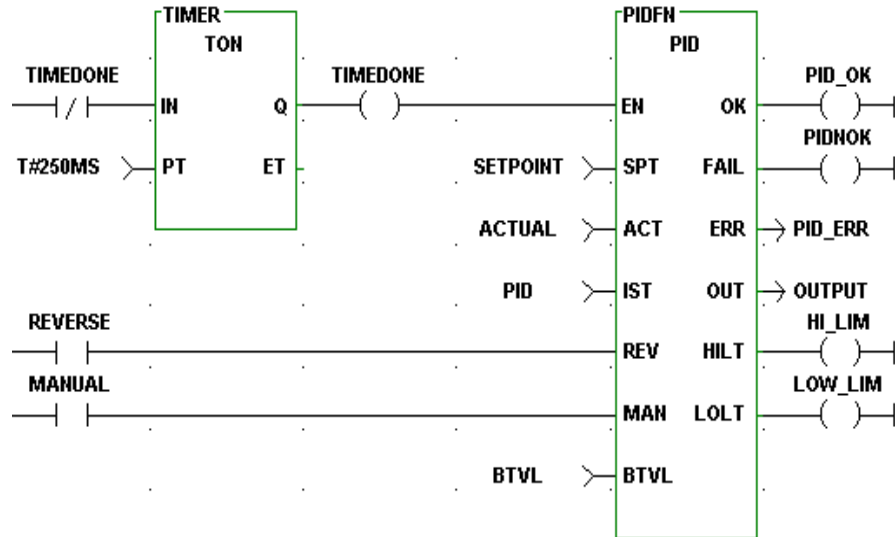 TIMER PIDFN
TON PID
TIMEDONE TIMEDONE PID_OK
IN Q EN OK
PIDNOK
T#250MS PT ET SETPOINT SPT FAIL
ACTUAL ACT ERR PID_ERR
PID IST OUT OUTPUT
REVERSE HI_LIM
REV HILT
MANUAL LOW_LIM
MAN LOLT
BTVL BTVL